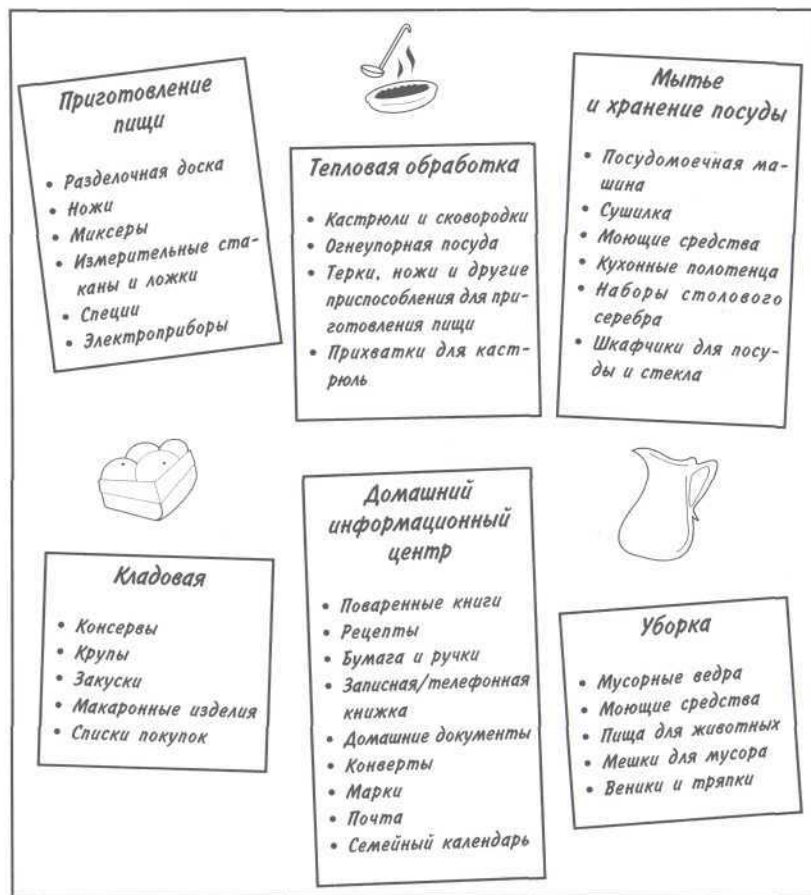 Приготовление
пищи
• Разделочная доска
• Ножи
• Миксеры
• Измерительные ста-
каны и ложки
• Специи
• Электроприборы
Тепловая обработка
• Кастрюли и сковородки
• Огнеупорная посуда
• Терки, ножи и другие
приспособления для при-
готовления пищи
• Прихватки для каст-
рюль
Мытье
и хранение посуды
• Посудомоечная ма-
шина
• Сушилка
• Моющие средства
• Кухонные полотенца
• Наборы столового
серебра
• Шкафчики для посу-
ды и стекла
Кладовая
• Консервы
• Крупы
• Закуски
• Макаронные изделия
• Списки покупок
Домашний
информационный
центр
• Поваренные книги
• Рецепты
• Бумага и ручки
• Записная/телефонная
книжка
• Домашние документы
• Конверты
• Марки
• Почта
• Семейный календарь
Уборка
• Мусорные ведра
• Моющие средства
• Пища для животных
• Мешки для мусора
• Веники и тряпки